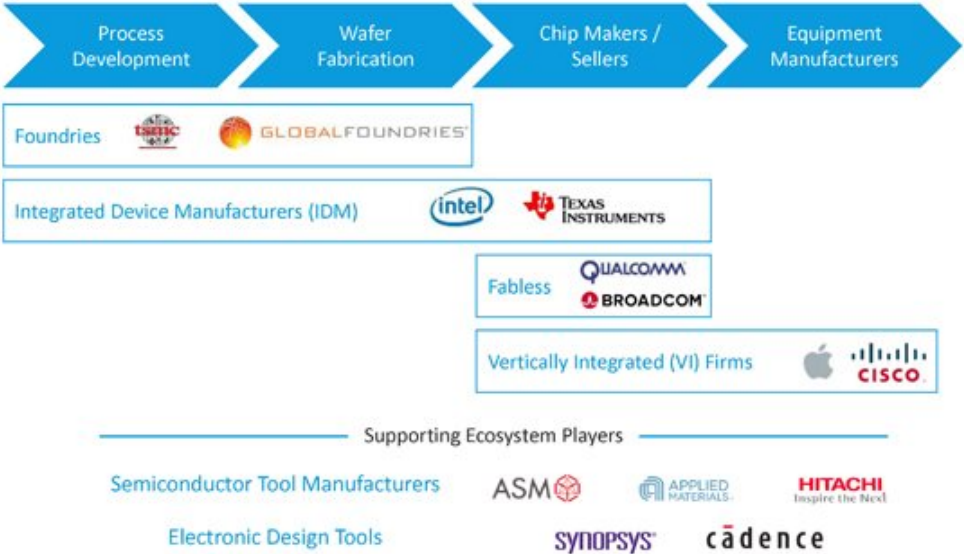 Process
Development
Wafer
Fabrication
Chip Makers /
Sellers
Equipment
Manufacturers
Foundries
tsmc
GLOBALFOUNDRIES
Integrated Device Manufacturers (IDM)
intel
TEXAS
INSTRUMENTS
Fabless
QUALCOMM
BROADCOM
Vertically Integrated (VI) Firms
CISCO
Supporting Ecosystem Players
Semiconductor Tool Manufacturers
ASM
APPLIED
MATERIALS
HITACHI
Inspire the Next
Electronic Design Tools
SYNOPSYS
cādence